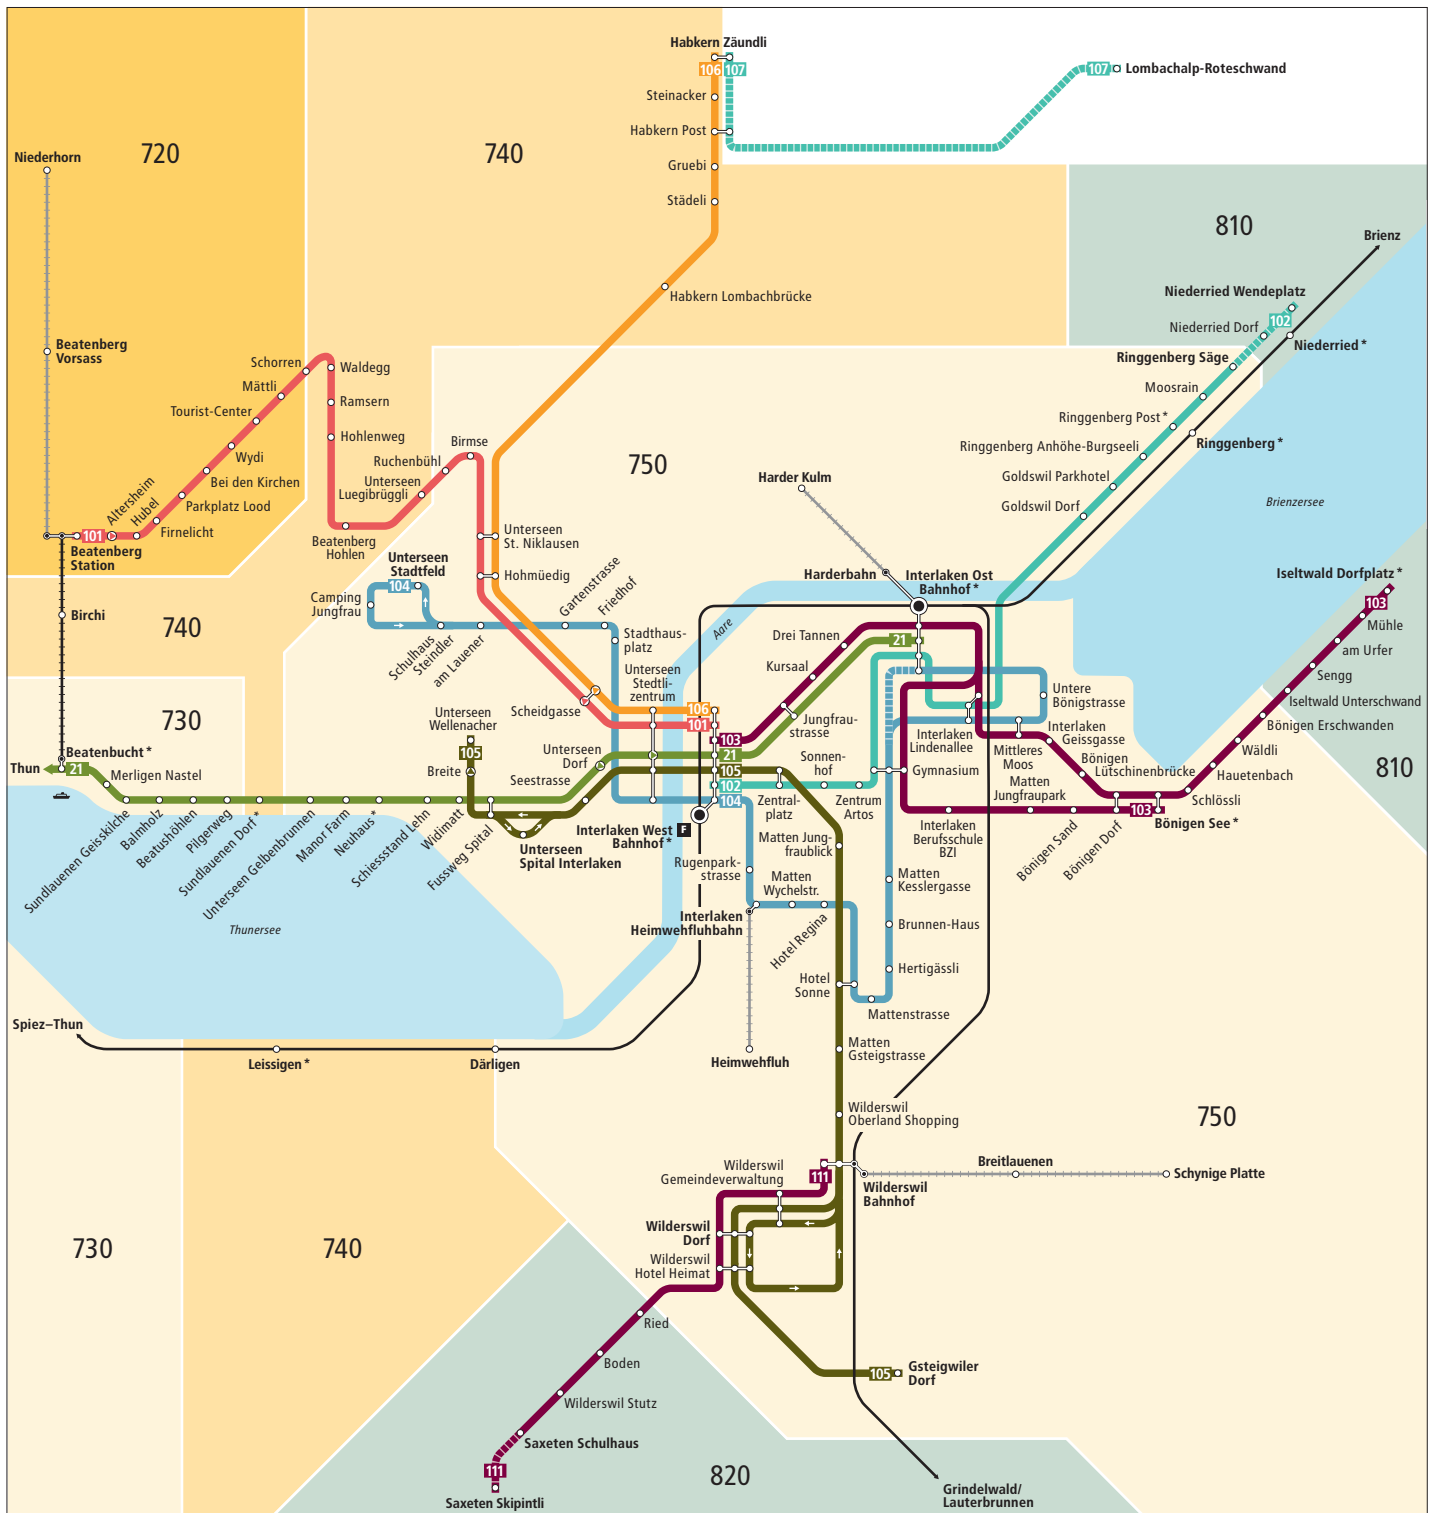 Habkern Zäundli
106
107
107
Lombachalp-Roteschwand
Steinacker
Habkern Post
Gruebi
Städeli
Habkern Lombachbrücke
720
740
810
Brienz
Niederhorn
Beatenberg
Vorsass
Schorren
Mättli
Tourist-Center
Wydi
Bei den Kirchen
Parkplatz Lood
Firnelicht
Hubel
Altersheim
101
Beatenberg
Station
Waldegg
Ramsern
Hohlenweg
Beatenberg
Hohlen
Unterseen
Luegibrüggli
Ruchenbühl
Birmse
750
Niederried Wendeplatz
102
Niederried Dorf
Niederried *
Ringgenberg Säge
Moosrain
Ringgenberg Post *
Ringgenberg *
Ringgenberg Anhöhe-Burgseeli
Goldswil Parkhotel
Goldswil Dorf
Brienzersee
Harder Kulm
Harderbahn
Interlaken Ost
Bahnhof *
Unterseen
St. Niklausen
Hohmüedig
Unterseen
Stadtfeld
104
Camping
Jungfrau
Schulhaus
Steindler
am Lauener
Gartenstrasse
Friedhof
Stadthaus-
platz
Aare
Birchi
740
730
Beatenbucht *
Thun
21
Merligen Nastel
Sundlauenen Geisskilche
Balmholz
Beatushöhlen
Pilgerweg
Sundlauenen Dorf *
Unterseen Gelbenbrunnen
Manor Farm
Neuhaus *
Schiessstand Lehn
Widimatt
Fussweg Spital
Thunersee
Unterseen
Wellenacher
105
Breite
Unterseen
Spital Interlaken
Seestrasse
Unterseen
Dorf
Scheidgasse
Unterseen
Stedtli-
zentrum
106
101
103
21
105
102
104
Interlaken West
Bahnhof *
F
Drei Tannen
Kursaal
21
Jungfrau-
strasse
Sonnen-
hof
Zentral-
platz
Zentrum
Artos
Gymnasium
Interlaken
Lindenallee
Untere
Bönigstrasse
Mittleres
Moos
Interlaken
Geissgasse
Bönigen
Lütschinenbrücke
Matten
Jungfraupark
Interlaken
Berufsschule
BZI
Bönigen Sand
Bönigen Dorf
103
Bönigen See *
Schlössli
Hauetenbach
Wäldli
Bönigen Erschwanden
Iseltwald Unterschwand
Sengg
am Urfer
Mühle
103
Iseltwald Dorfplatz *
810
Matten Jung-
fraublick
Rugenpark-
strasse
Matten
Wychelstr.
Interlaken
Heimwehfluhbahn
Hotel Regina
Matten
Kesslergasse
Brunnen-Haus
Hertigässli
Hotel
Sonne
Mattenstrasse
Heimwehfluh
Matten
Gsteigstrasse
Wilderswil
Oberland Shopping
Spiez–Thun
Leissigen *
Därligen
750
Wilderswil
Gemeindeverwaltung
111
Wilderswil
Bahnhof
Breitlauenen
Schynige Platte
Wilderswil
Dorf
Wilderswil
Hotel Heimat
730
740
Ried
Boden
Wilderswil Stutz
Saxeten Schulhaus
111
Saxeten Skipintli
105
Gsteigwiler
Dorf
820
Grindelwald/
Lauterbrunnen